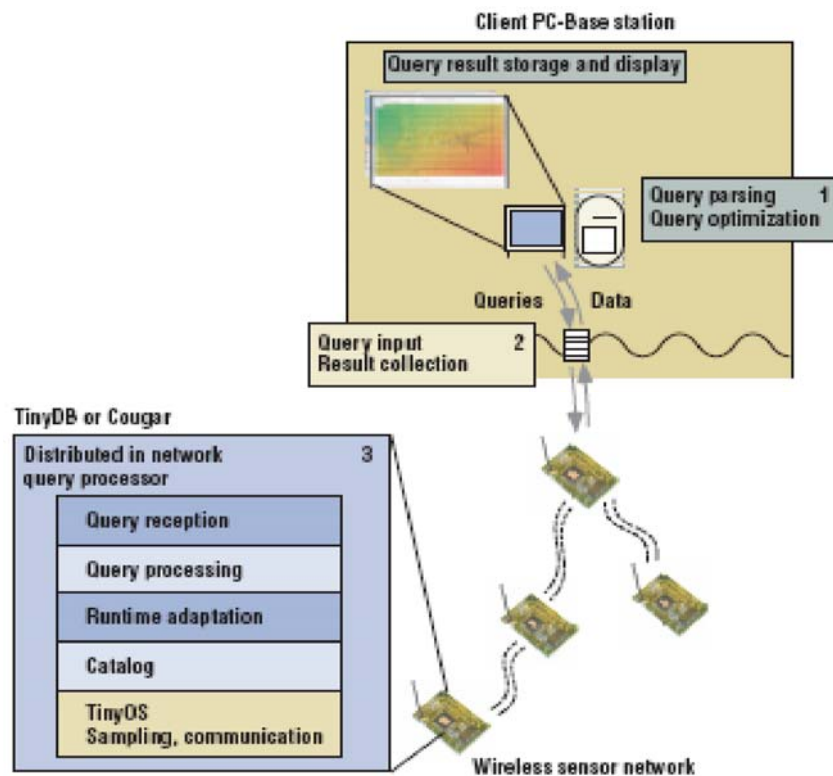 Client PC-Base station
Query result storage and display
Query parsing 1
Query optimization
Queries Data
Query input 2
Result collection
TinyDB or Cougar
Distributed in network 3
query processor
Query reception
Query processing
Runtime adaptation
Catalog
TinyOS
Sampling, communication
Wireless sensor network